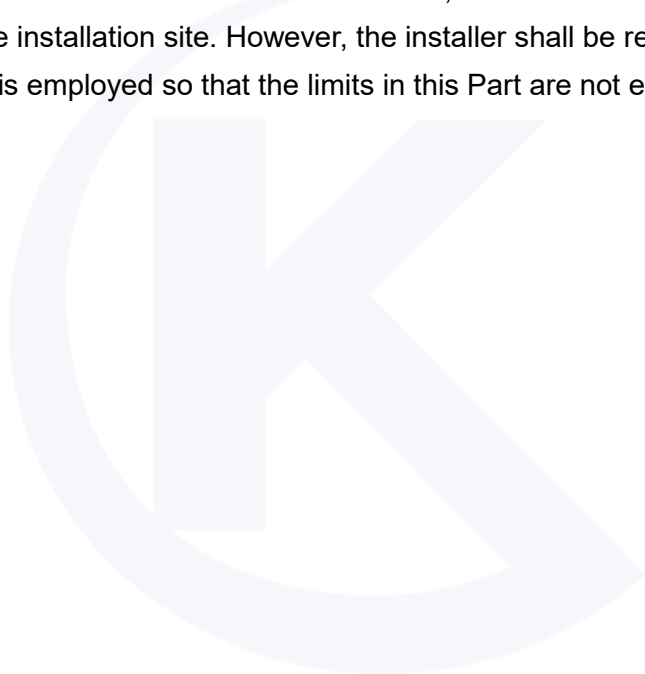 e installation site. However, the installer shall be re
is employed so that the limits in this Part are not e